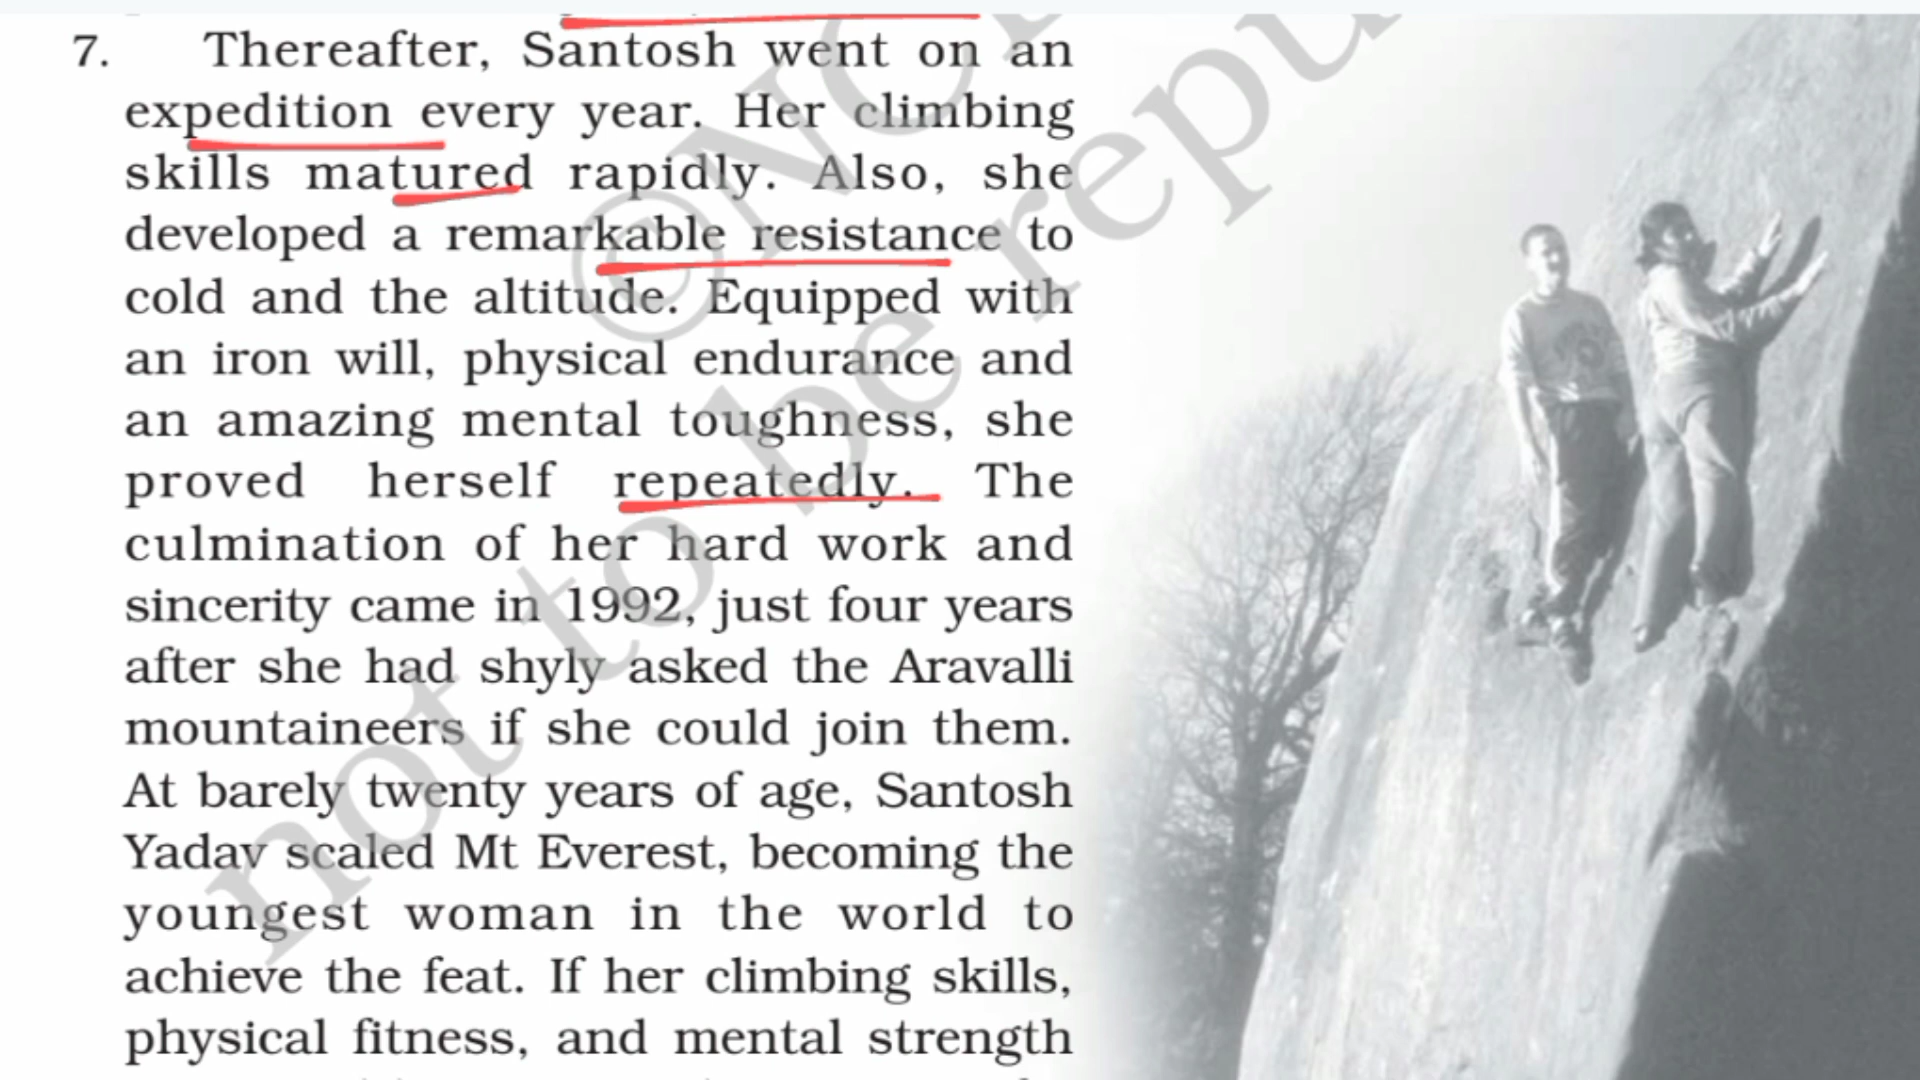 7. Thereafter, Santosh went on an
expedition every year. Her climbing
skills matured rapidly. Also, she
developed a remarkable resistance to
cold and the altitude. Equipped with
an iron will, physical endurance and
an amazing mental toughness, she
proved herself repeatedly. The
culmination of her hard work and
sincerity came in 1992, just four years
after she had shyly asked the Aravalli
mountaineers if she could join them.
At barely twenty years of age, Santosh
Yadav scaled Mt Everest, becoming the
youngest woman in the world to
achieve the feat. If her climbing skills,
physical fitness, and mental strength
not to be repu